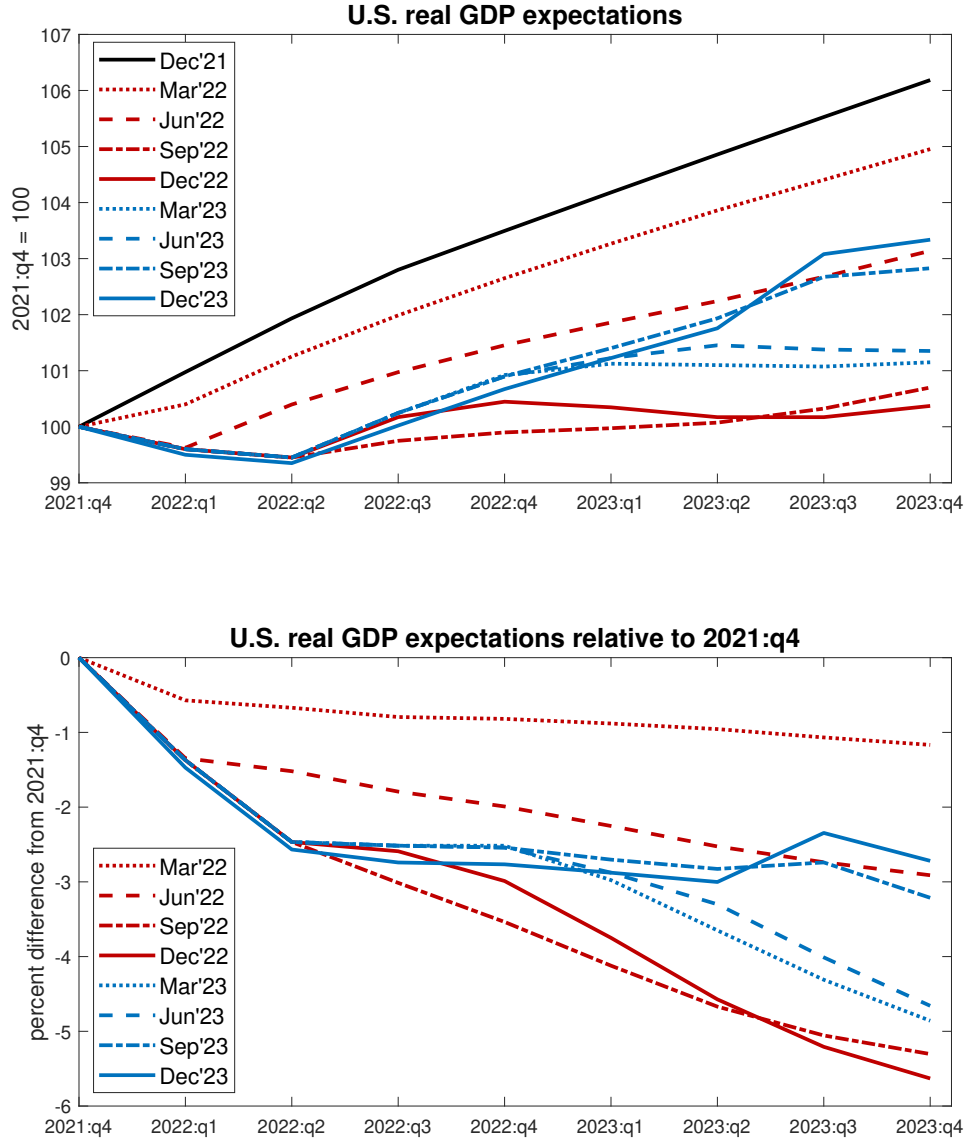 U.S. real GDP expectations
107
106
105
104
103
102
101
100
99
2021:q4 = 100
Dec'21
Mar'22
Jun'22
Sep'22
Dec'22
Mar'23
Jun'23
Sep'23
Dec'23
2021:q4 2022:q1 2022:q2 2022:q3 2022:q4 2023:q1 2023:q2 2023:q3 2023:q4
U.S. real GDP expectations relative to 2021:q4
0
-1
-2
-3
-4
-5
-6
percent difference from 2021:q4
Mar'22
Jun'22
Sep'22
Dec'22
Mar'23
Jun'23
Sep'23
Dec'23
2021:q4 2022:q1 2022:q2 2022:q3 2022:q4 2023:q1 2023:q2 2023:q3 2023:q4